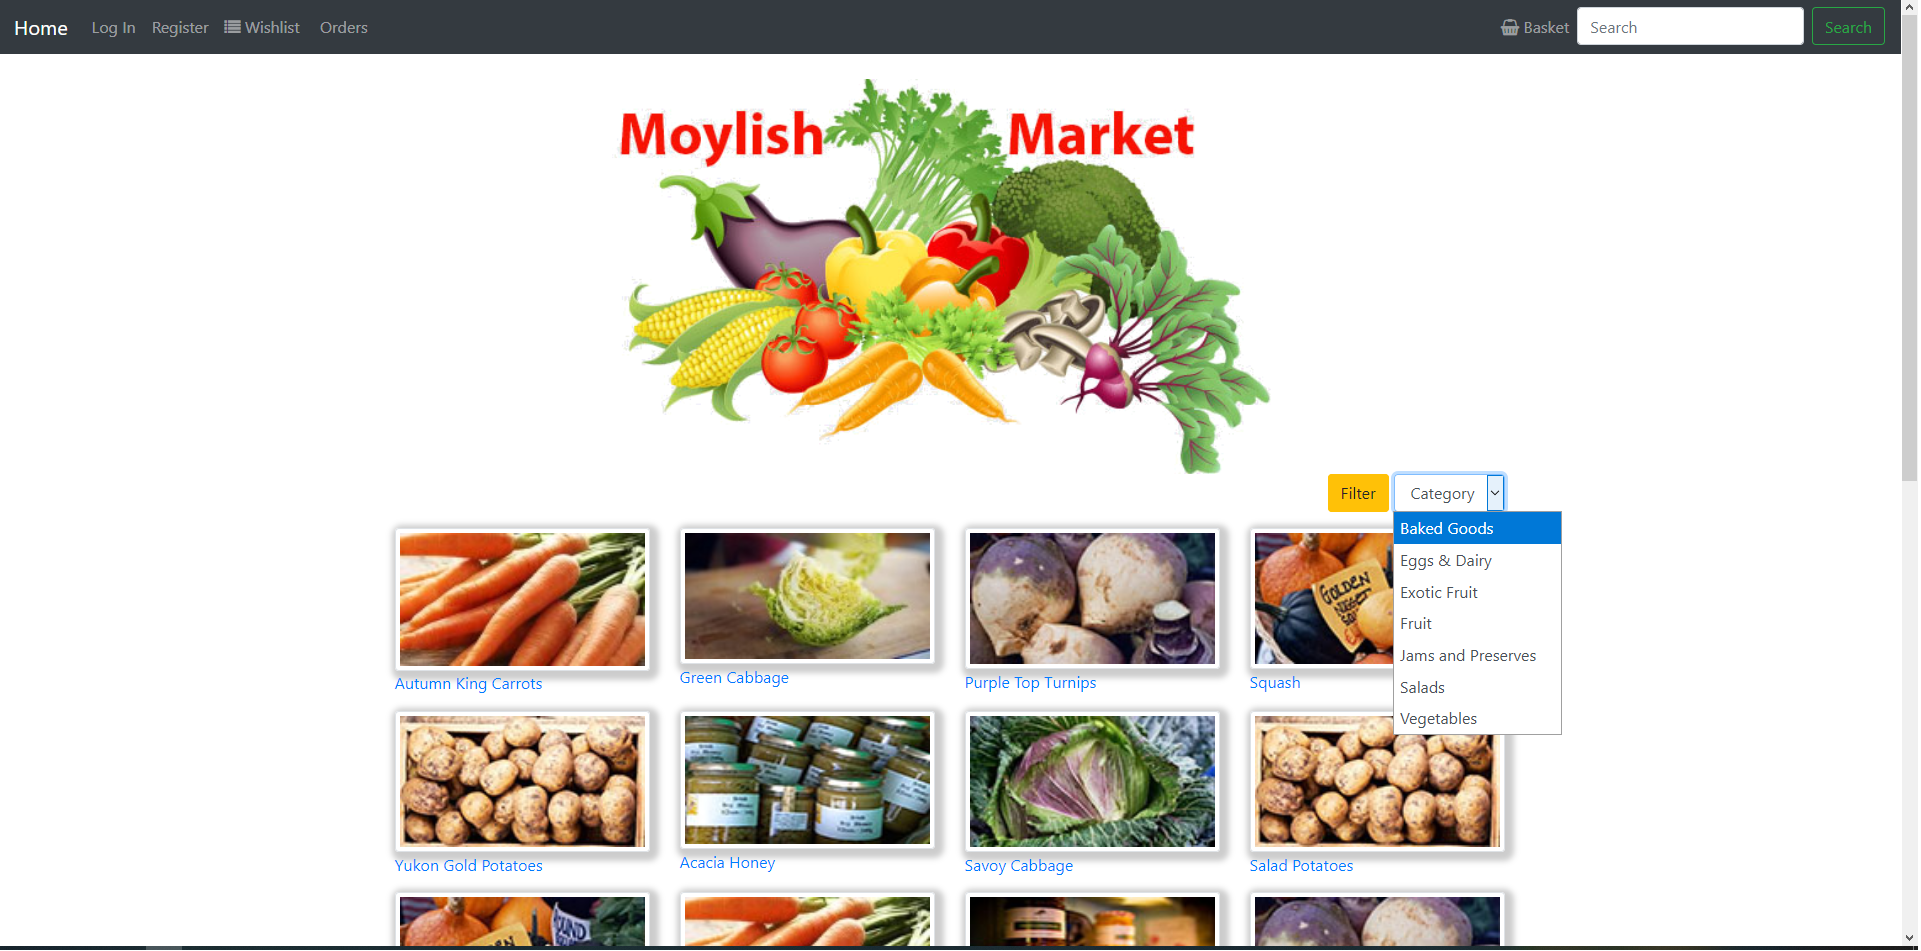 Home Log In Register Wishlist Orders Basket Search Search
Moylish Market
Filter Category
Baked Goods
Eggs & Dairy
Exotic Fruit
Fruit
Jams and Preserves
Salads
Vegetables
GOLDEN
NUGGET
Autumn King Carrots Green Cabbage Purple Top Turnips Squash
Yukon Gold Potatoes Acacia Honey Savoy Cabbage Salad Potatoes